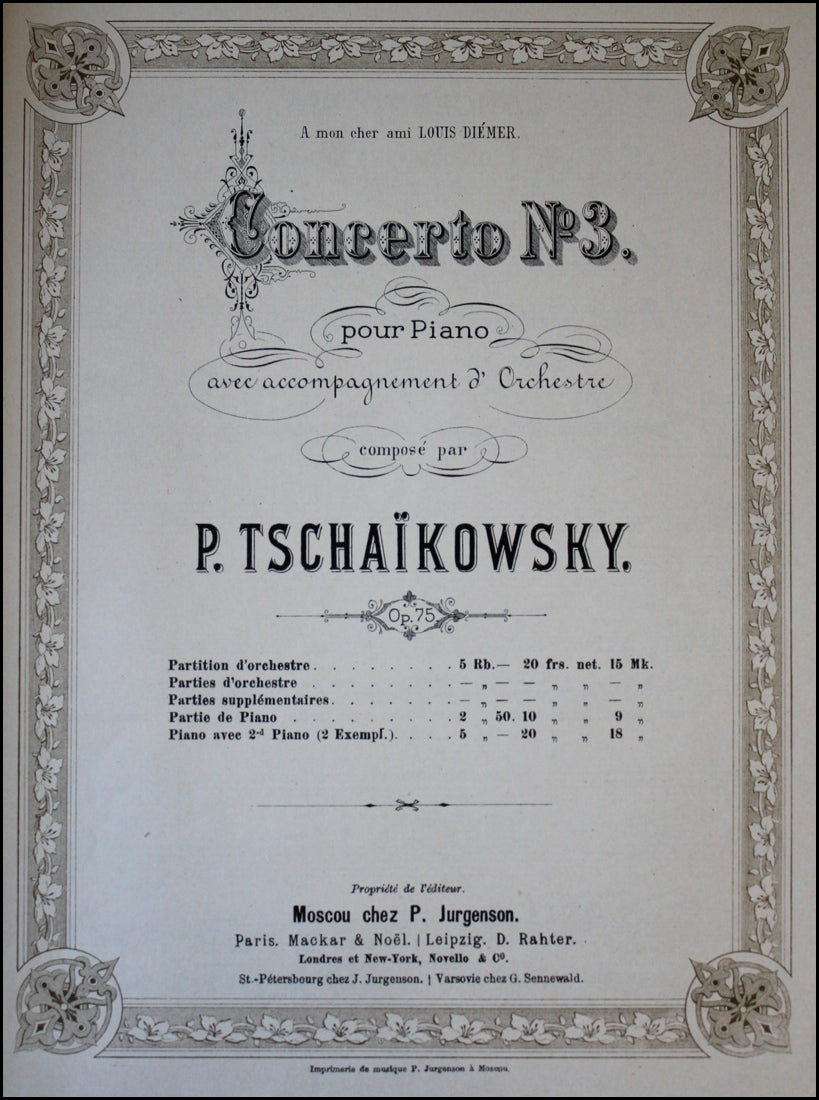 A mon cher ami LOUIS DIÉMER.
Concerto Nº 3.
pour Piano
avec accompagnement d' Orchestre
composé par
P. TSCHAÏKOWSKY.
Op. 75.
Partition d'orchestre . . . . . . . . 5 Rb. — 20 frs. net. 15 Mk.
Parties d'orchestre . . . . . . . . — „ — — „ „ — „
Parties supplémentaires . . . . . . . — „ — — „ „ — „
Partie de Piano . . . . . . . . . 2 „ 50. 10 „ „ 9 „
Piano avec 2-d Piano (2 Exempl.) . . . . 5 „ — 20 „ „ 18 „
Propriété de l'éditeur.
Moscou chez P. Jurgenson.
Paris. Mackar & Noël. | Leipzig. D. Rahter.
Londres et New-York, Novello & Cº.
St.-Pétersbourg chez J. Jurgenson. | Varsovie chez G. Sennewald.
Imprimerie de musique P. Jurgenson à Moscou.